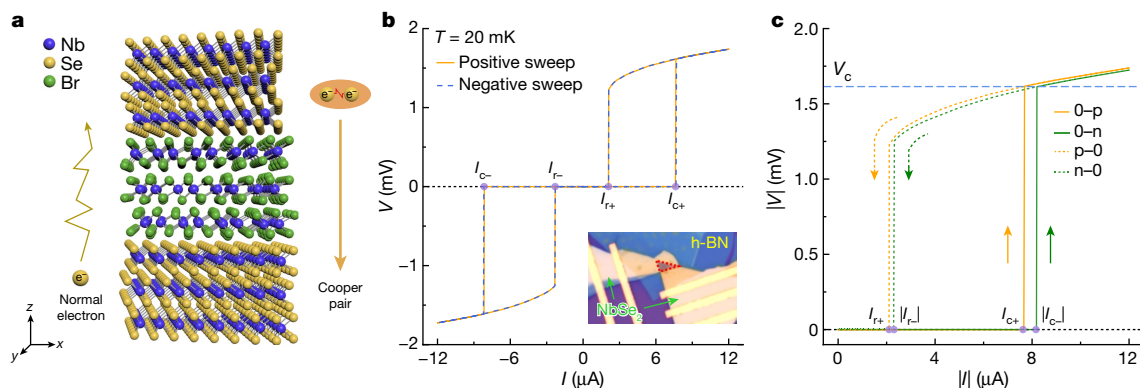 a
Nb
Se
Br
e⁻ e⁻
e⁻
Normal
electron
Cooper
pair
z
y
x
b
T = 20 mK
Positive sweep
Negative sweep
I_c−
I_r−
I_r+
I_c+
h-BN
NbSe₂
2
1
0
−1
−2
V (mV)
−12
−6
0
6
12
I (μA)
c
V_c
0–p
0–n
p–0
n–0
I_r+
|I_r−|
I_c+
|I_c−|
2.0
1.5
1.0
0.5
0
|V| (mV)
0
4
8
12
|I| (μA)